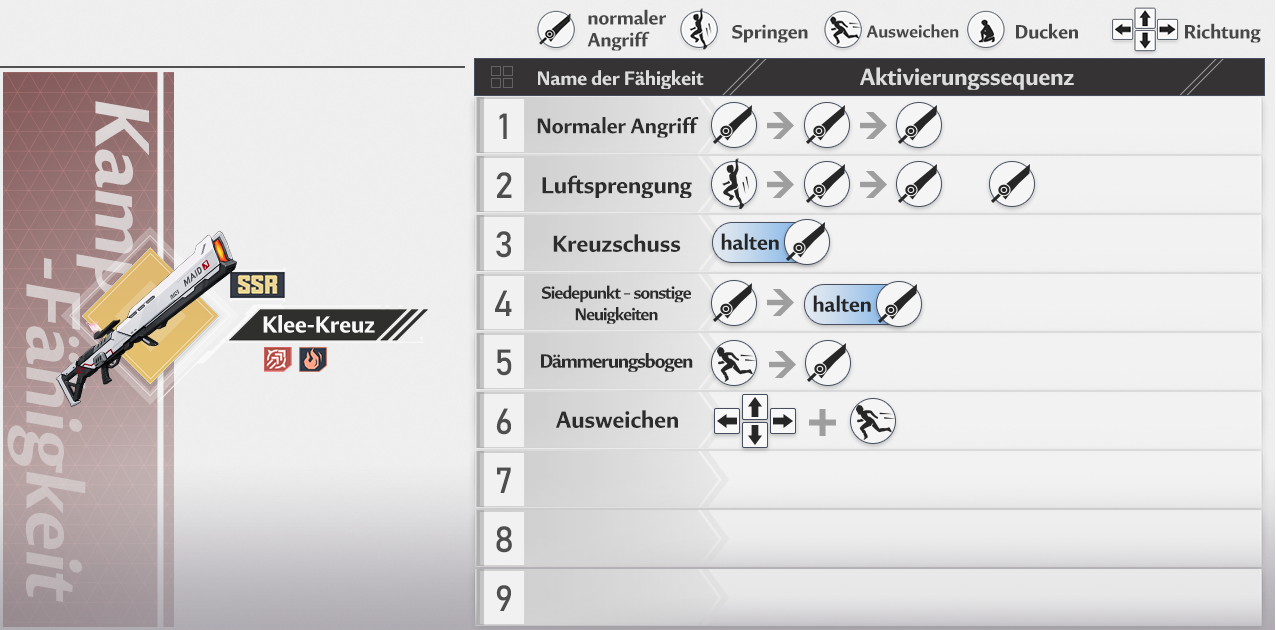 normaler
Angriff
Springen
Ausweichen
Ducken
Richtung
Name der Fähigkeit
Aktivierungssequenz
Kampf
-Fähigkeit
MAID
SSR
Klee-Kreuz
1 Normaler Angriff
2 Luftsprengung
3 Kreuzschuss halten
4 Siedepunkt – sonstige
Neuigkeiten
halten
5 Dämmerungsbogen
6 Ausweichen
7
8
9